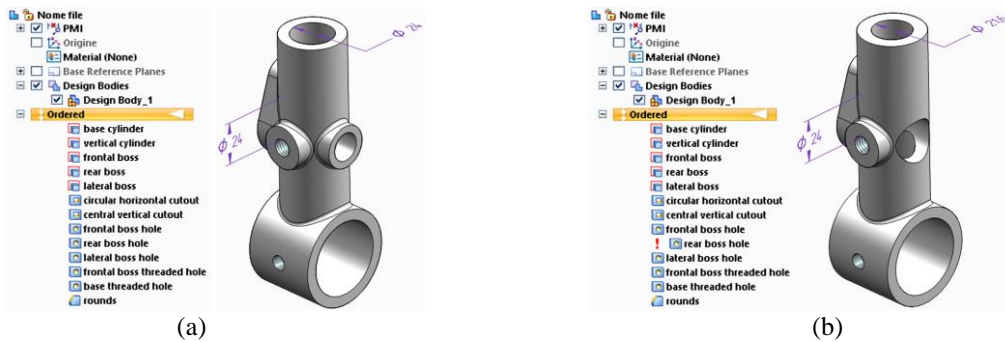 Nome file
PMI
Origine
Material (None)
Base Reference Planes
Design Bodies
Design Body_1
Ordered
base cylinder
vertical cylinder
frontal boss
rear boss
lateral boss
circular horizontal cutout
central vertical cutout
frontal boss hole
rear boss hole
lateral boss hole
frontal boss threaded hole
base threaded hole
rounds
ϕ 24
ϕ 24
(a)
Nome file
PMI
Origine
Material (None)
Base Reference Planes
Design Bodies
Design Body_1
Ordered
base cylinder
vertical cylinder
frontal boss
rear boss
lateral boss
circular horizontal cutout
central vertical cutout
frontal boss hole
! rear boss hole
lateral boss hole
frontal boss threaded hole
base threaded hole
rounds
ϕ 24
(b)